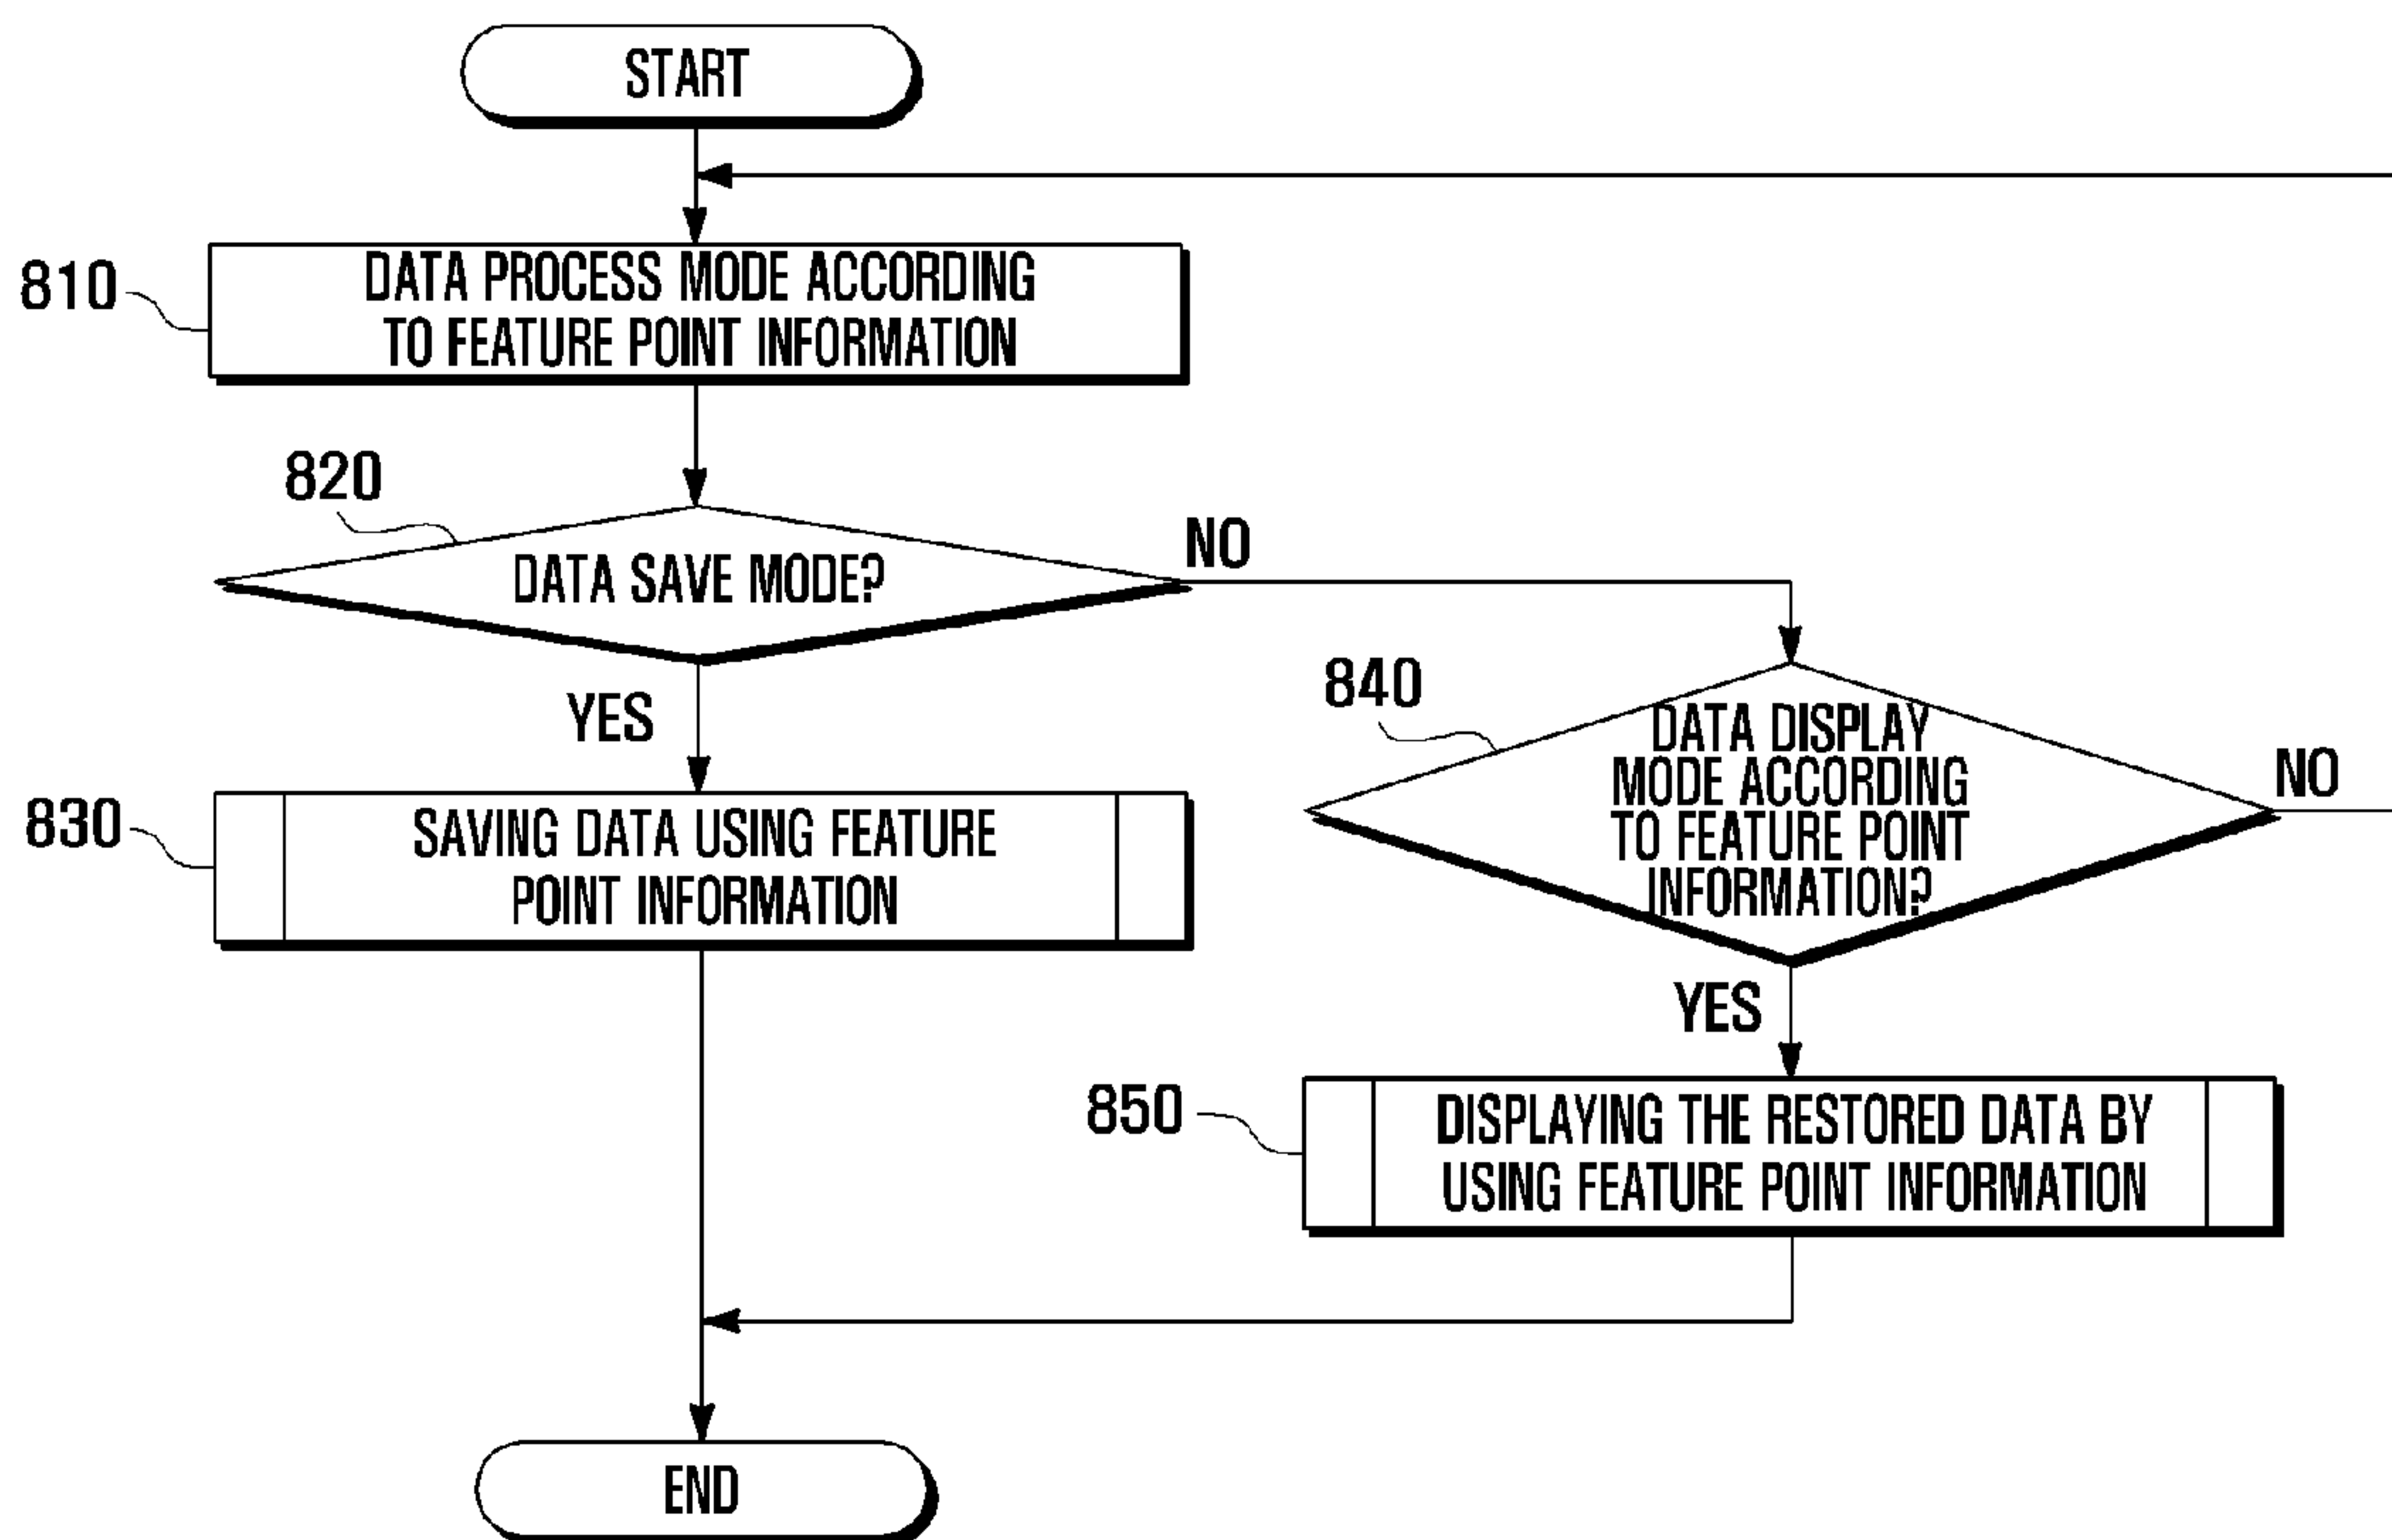 START
810
DATA PROCESS MODE ACCORDING
TO FEATURE POINT INFORMATION
820
DATA SAVE MODE?
NO
YES
830
SAVING DATA USING FEATURE
POINT INFORMATION
840
DATA DISPLAY
MODE ACCORDING
TO FEATURE POINT
INFORMATION?
NO
YES
850
DISPLAYING THE RESTORED DATA BY
USING FEATURE POINT INFORMATION
END